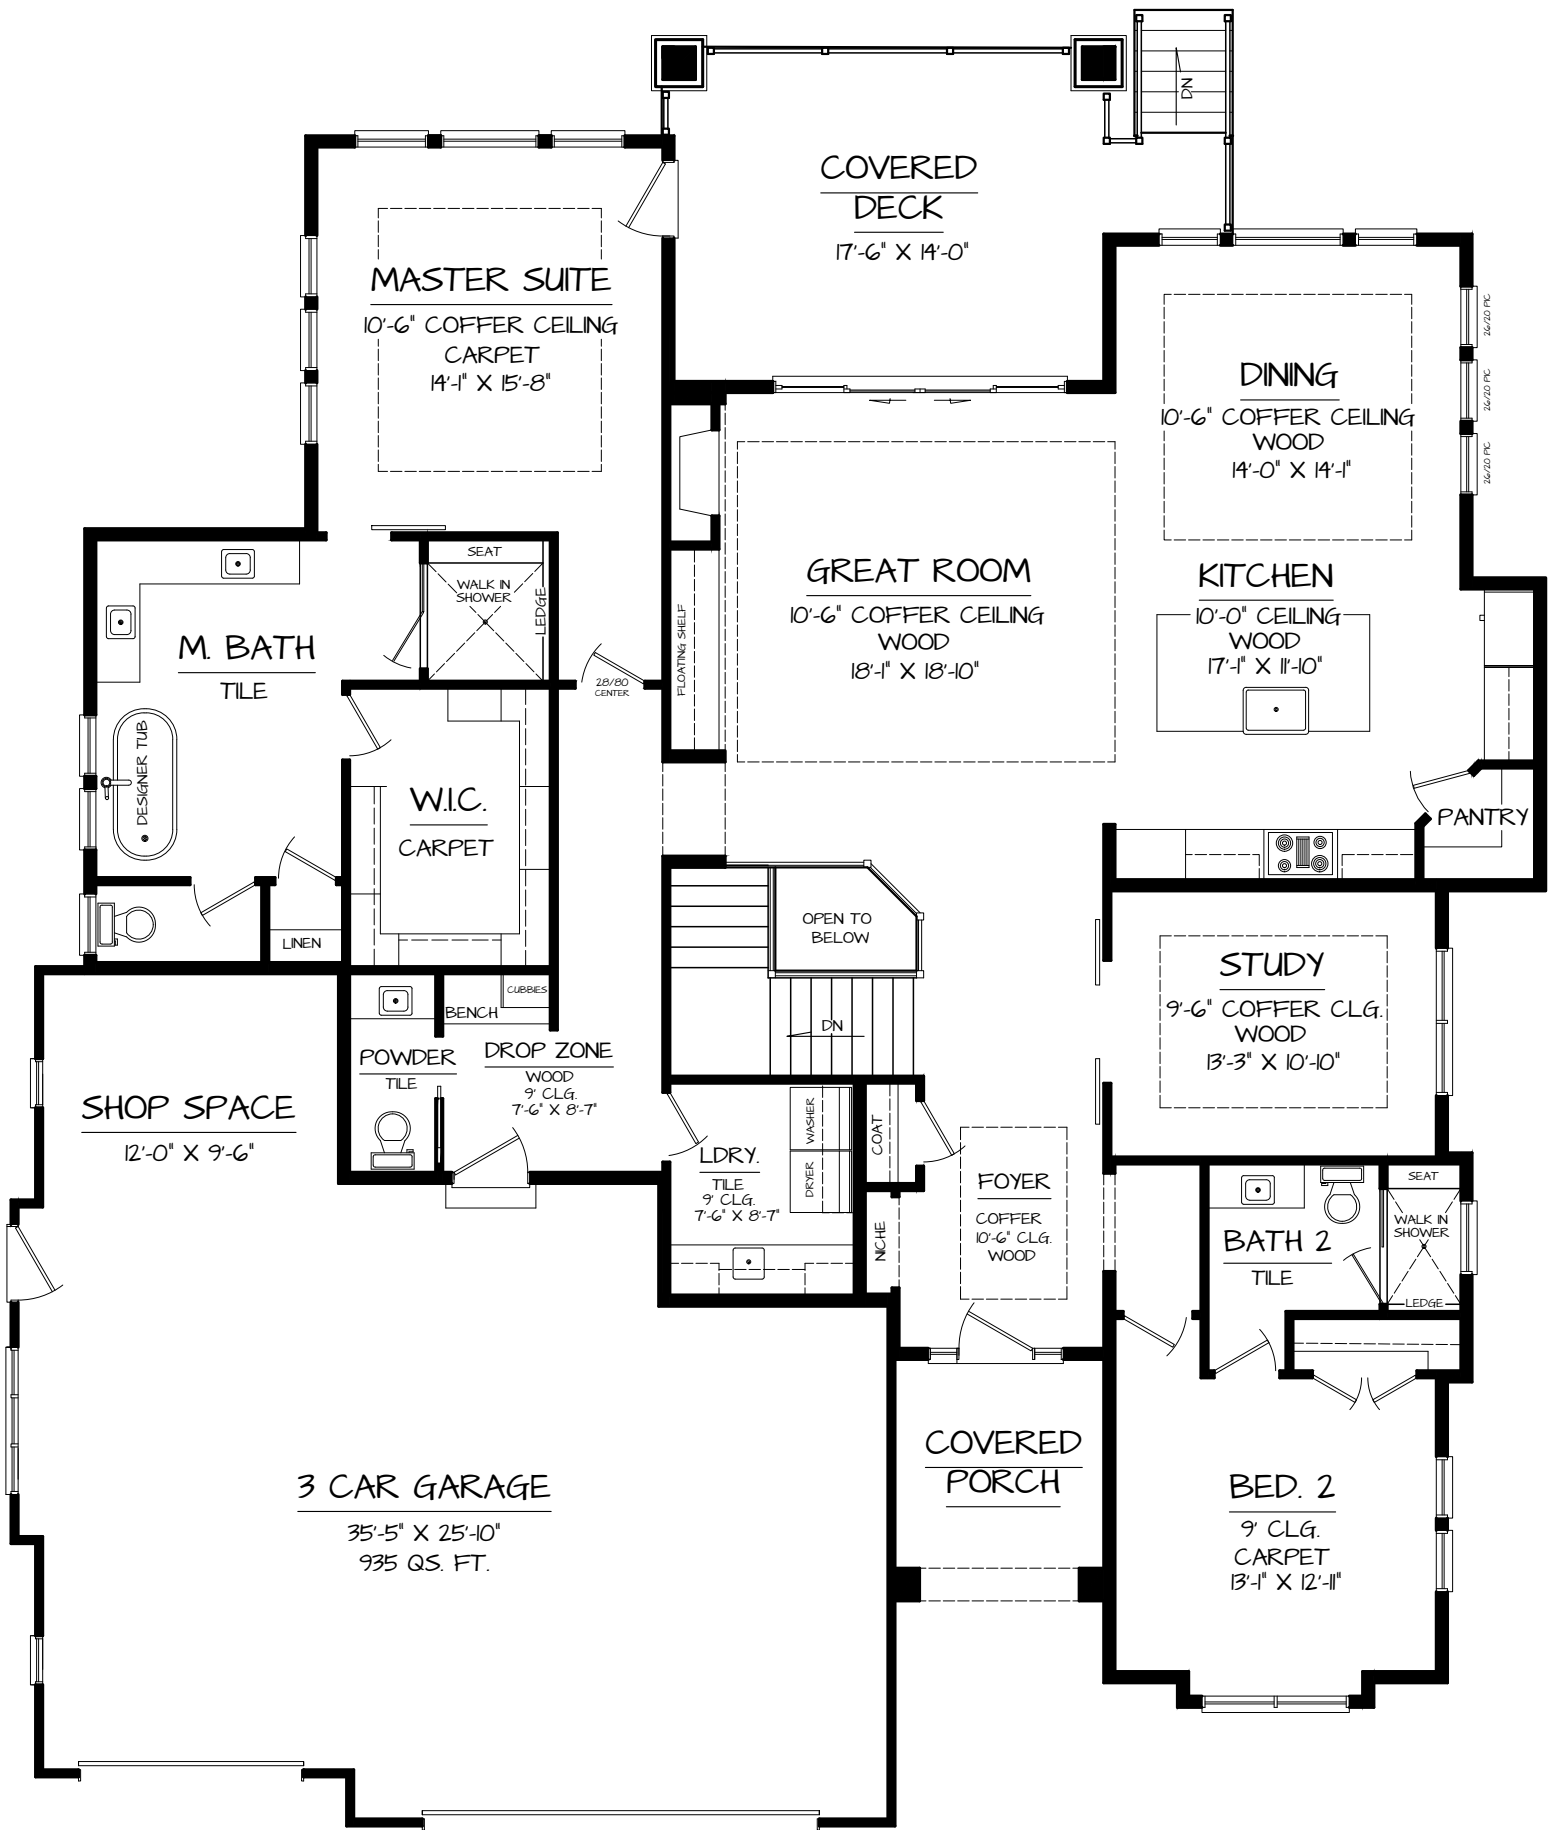 DN
COVERED
DECK
17'-6" X 14'-0"
MASTER SUITE
10'-6" COFFER CEILING
CARPET
14'-1" X 15'-8"
DINING
10'-6" COFFER CEILING
WOOD
14'-0" X 14'-1"
26/20 PIC
26/20 PIC
26/20 PIC
SEAT
WALK IN
SHOWER
LEDGE
M. BATH
TILE
28/80
CENTER
FLOATING SHELF
GREAT ROOM
10'-6" COFFER CEILING
WOOD
18'-1" X 18'-10"
KITCHEN
10'-0" CEILING
WOOD
17'-1" X 11'-10"
DESIGNER TUB
W.I.C.
CARPET
PANTRY
LINEN
OPEN TO
BELOW
DN
CUBBIES
BENCH
POWDER
TILE
DROP ZONE
WOOD
9' CLG.
7'-6" X 8'-7"
STUDY
9'-6" COFFER CLG.
WOOD
13'-3" X 10'-10"
SHOP SPACE
12'-0" X 9'-6"
LDRY.
TILE
9' CLG.
7'-6" X 8'-7"
WASHER
DRYER
COAT
NICHE
FOYER
COFFER
10'-6" CLG.
WOOD
BATH 2
TILE
SEAT
WALK IN
SHOWER
LEDGE
3 CAR GARAGE
35'-5" X 25'-10"
935 QS. FT.
COVERED
PORCH
BED. 2
9' CLG.
CARPET
13'-1" X 12'-11"